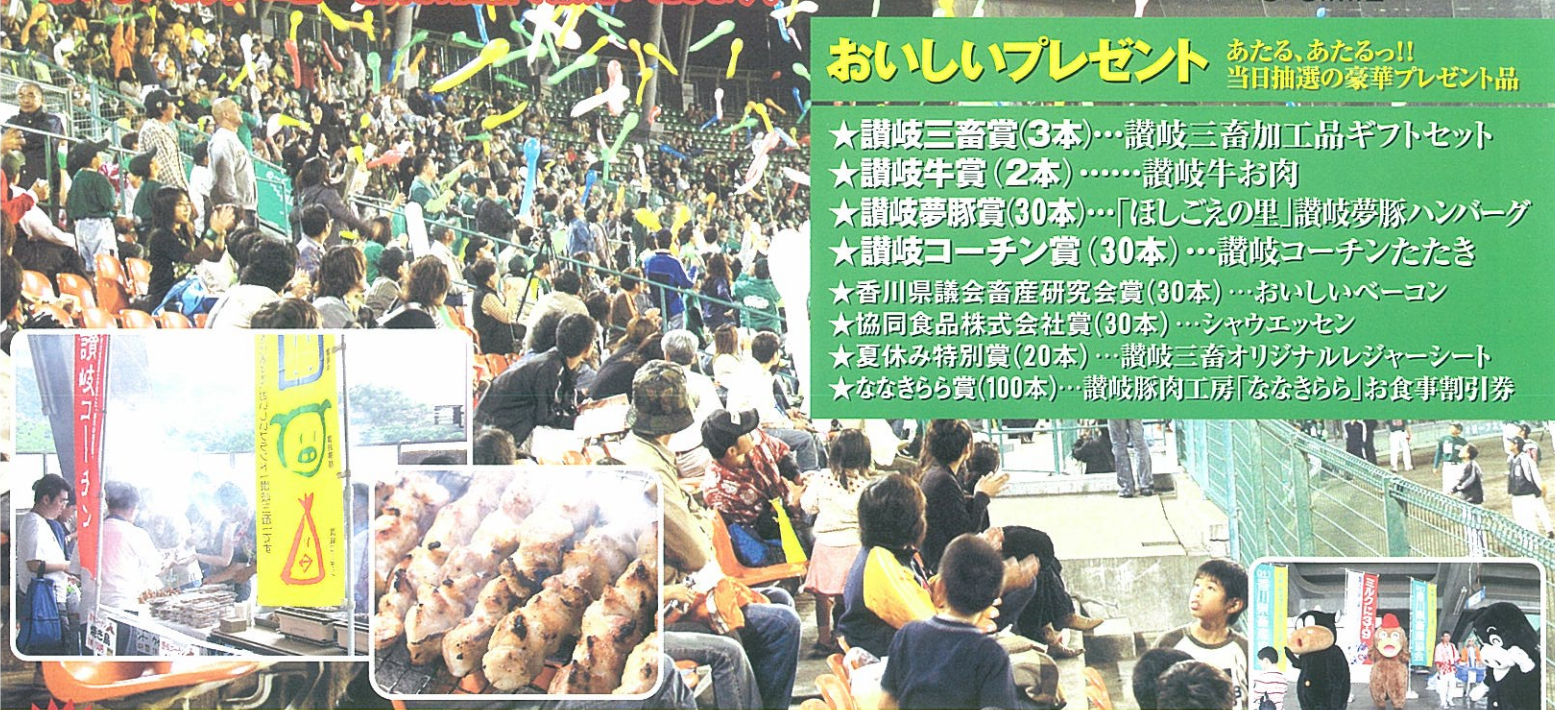 おいしいプレゼント
あたる、あたるっ!!
当日抽選の豪華プレゼント品
★讃岐三畜賞(3本)…讃岐三畜加工品ギフトセット
★讃岐牛賞(2本)……讃岐牛お肉
★讃岐夢豚賞(30本)…「ほしごえの里」讃岐夢豚ハンバーグ
★讃岐コーチン賞(30本)…讃岐コーチンたたき
★香川県議会畜産研究会賞(30本)…おいしいベーコン
★協同食品株式会社賞(30本)…シャウエッセン
★夏休み特別賞(20本)…讃岐三畜オリジナルレジャーシート
★ななきらら賞(100本)…讃岐豚肉工房「ななきらら」お食事割引券
讃岐コーチン
ミルクに39